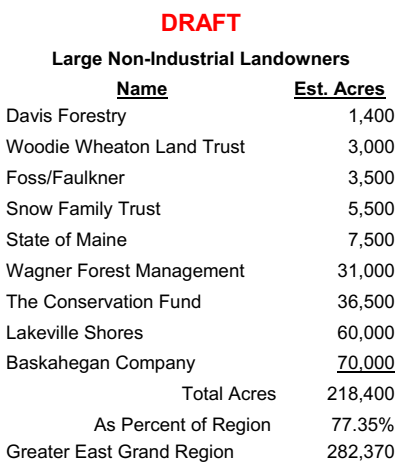 DRAFT
Large Non-Industrial Landowners
Name Est. Acres
Davis Forestry 1,400
Woodie Wheaton Land Trust 3,000
Foss/Faulkner 3,500
Snow Family Trust 5,500
State of Maine 7,500
Wagner Forest Management 31,000
The Conservation Fund 36,500
Lakeville Shores 60,000
Baskahegan Company 70,000
Total Acres 218,400
As Percent of Region 77.35%
Greater East Grand Region 282,370